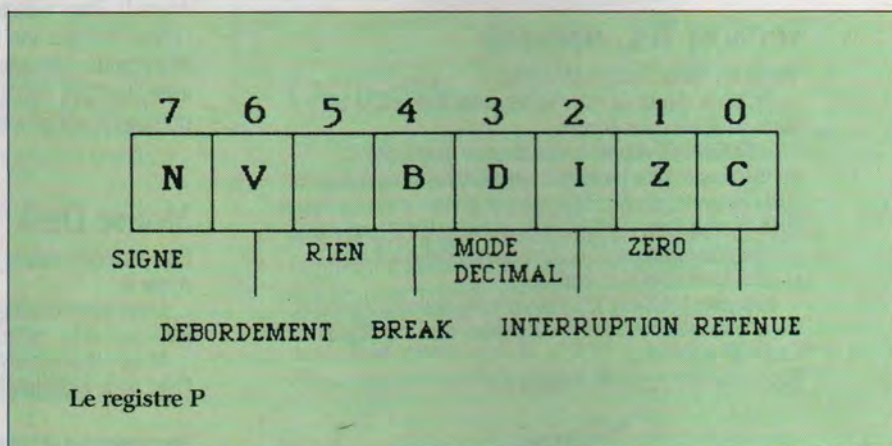 7 6 5 4 3 2 1 0
N V B D I Z C
SIGNE RIEN MODE DECIMAL ZERO
DEBORDEMENT BREAK INTERRUPTION RETENUE
Le registre P